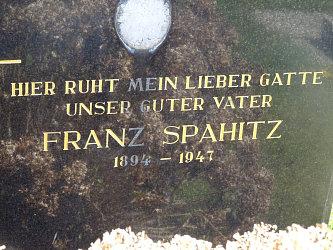 HIER RUHT MEIN LIEBER GATTE
UNSER GUTER VATER
FRANZ SPAHITZ
1894 – 1947